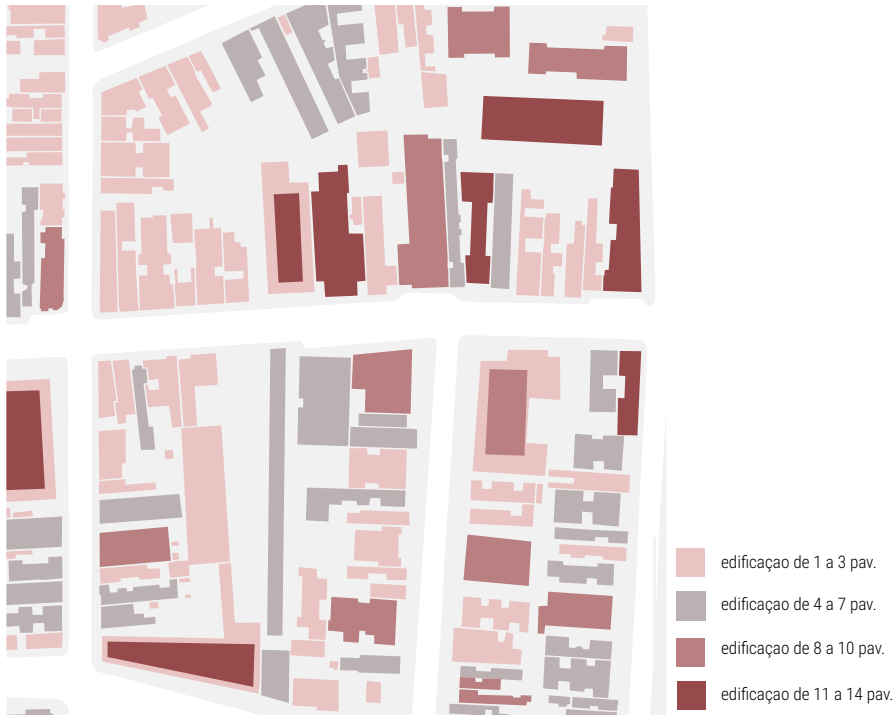 edificaçao de 1 a 3 pav.
edificaçao de 4 a 7 pav.
edificaçao de 8 a 10 pav.
edificaçao de 11 a 14 pav.